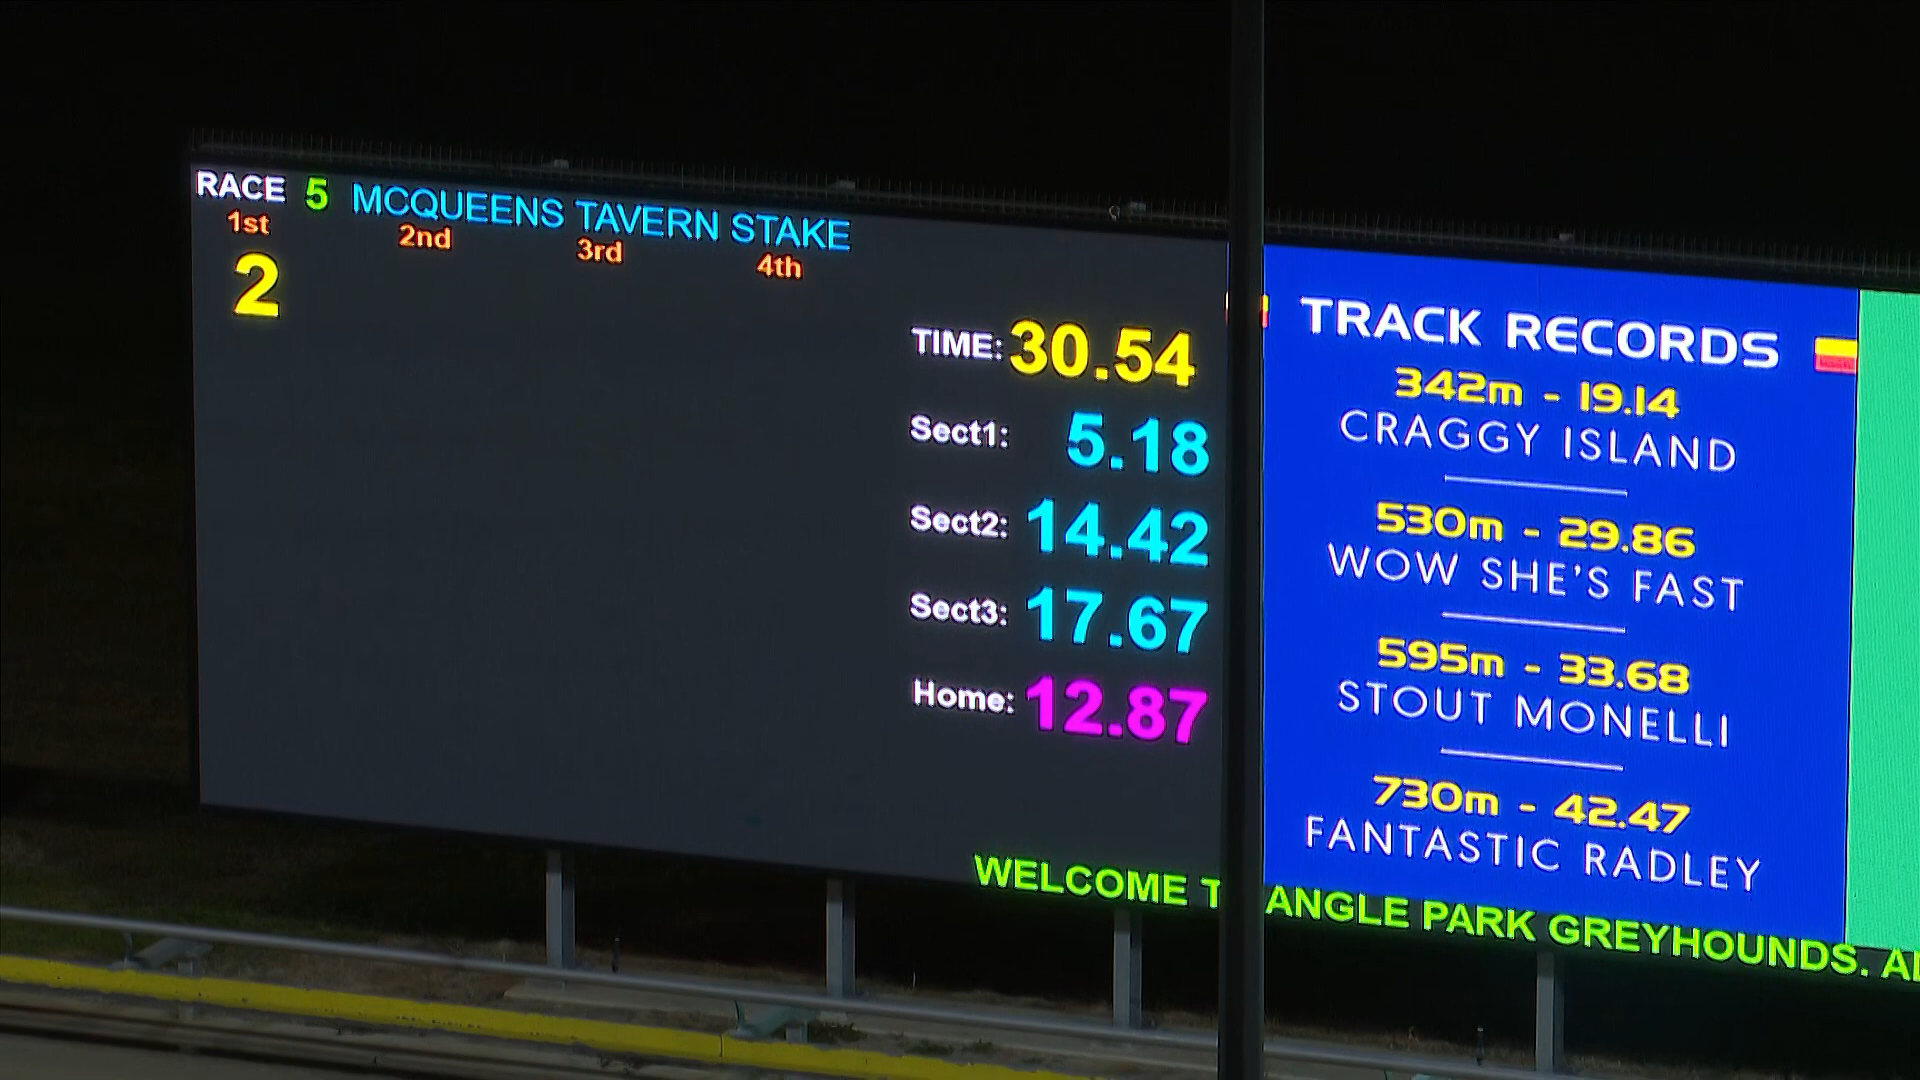 RACE 5 MCQUEENS TAVERN STAKE
1st 2nd 3rd 4th
2
TIME: 30.54
Sect1: 5.18
Sect2: 14.42
Sect3: 17.67
Home: 12.87
TRACK RECORDS
342m - 19.14
CRAGGY ISLAND
530m - 29.86
WOW SHE'S FAST
595m - 33.68
STOUT MONELLI
730m - 42.47
FANTASTIC RADLEY
WELCOME T ANGLE PARK GREYHOUNDS.